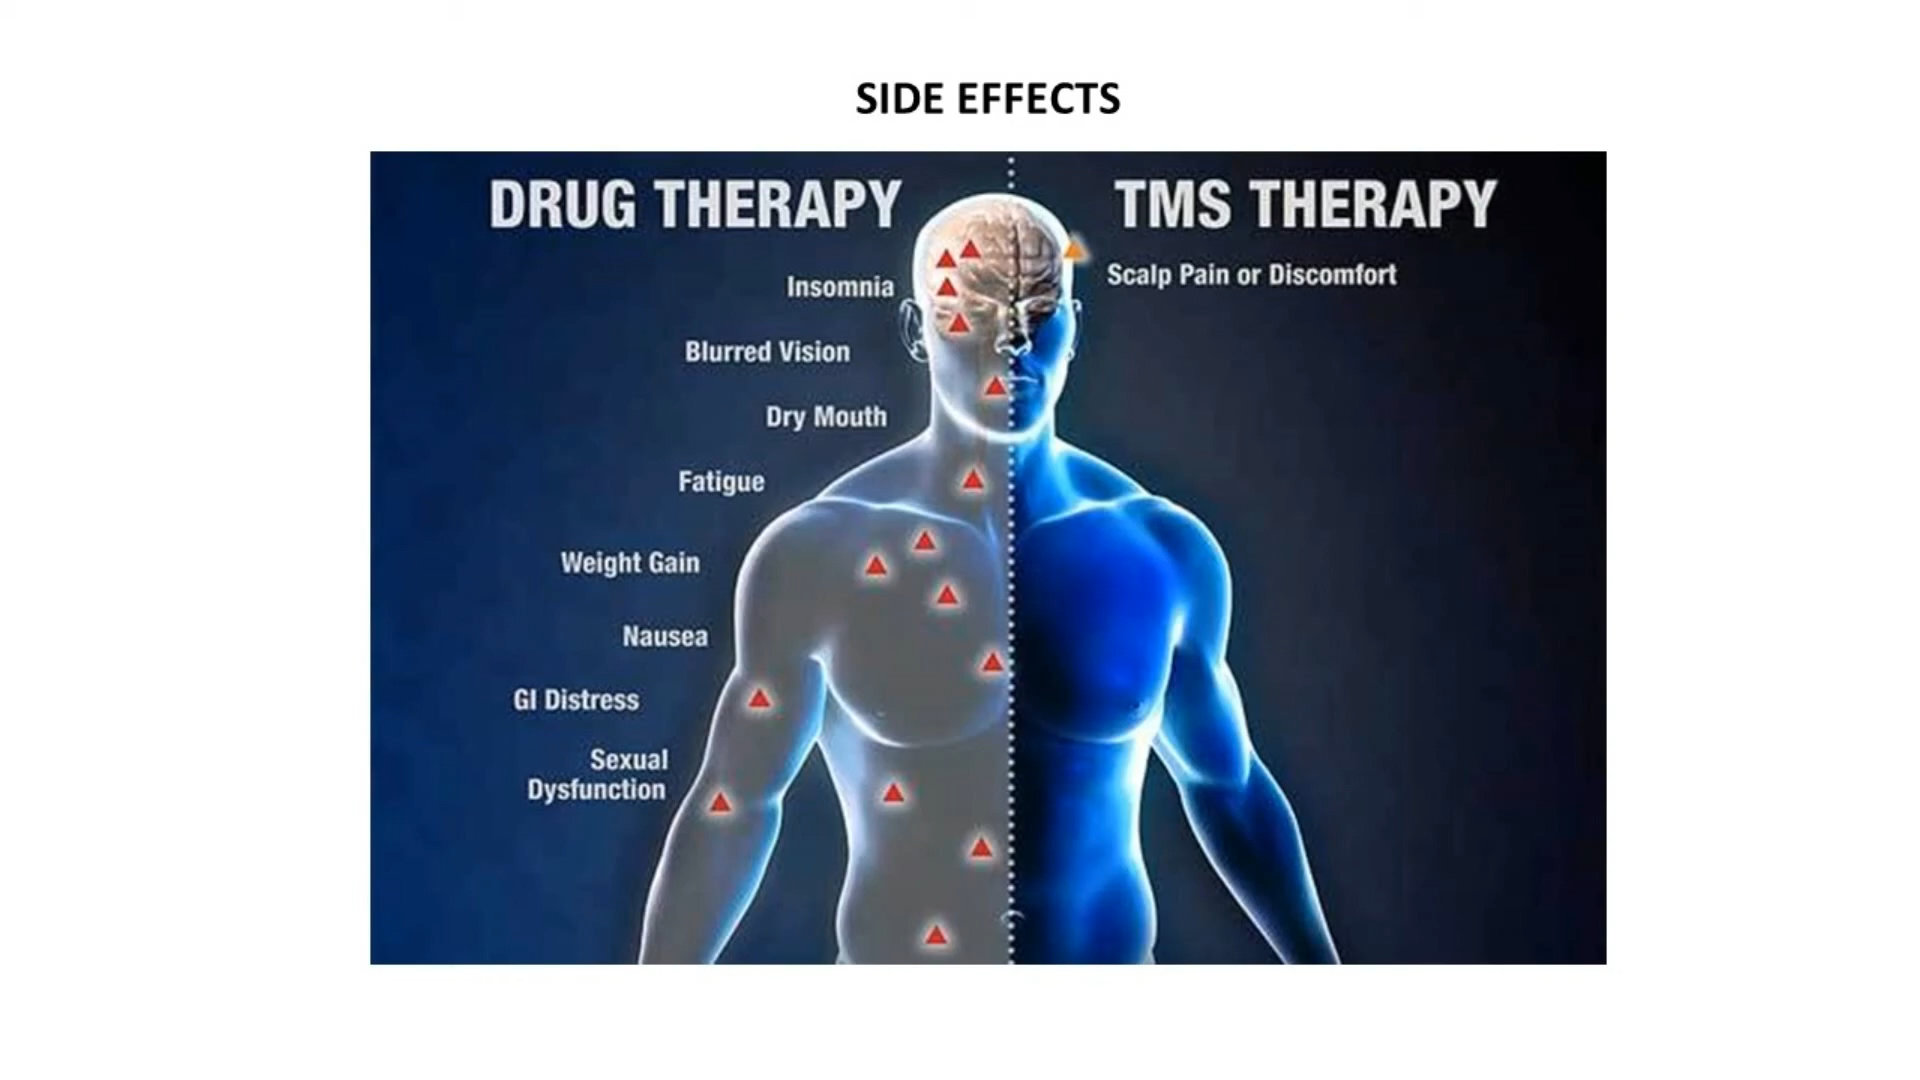 SIDE EFFECTS
DRUG THERAPY
Insomnia
Blurred Vision
Dry Mouth
Fatigue
Weight Gain
Nausea
GI Distress
Sexual
Dysfunction
TMS THERAPY
Scalp Pain or Discomfort